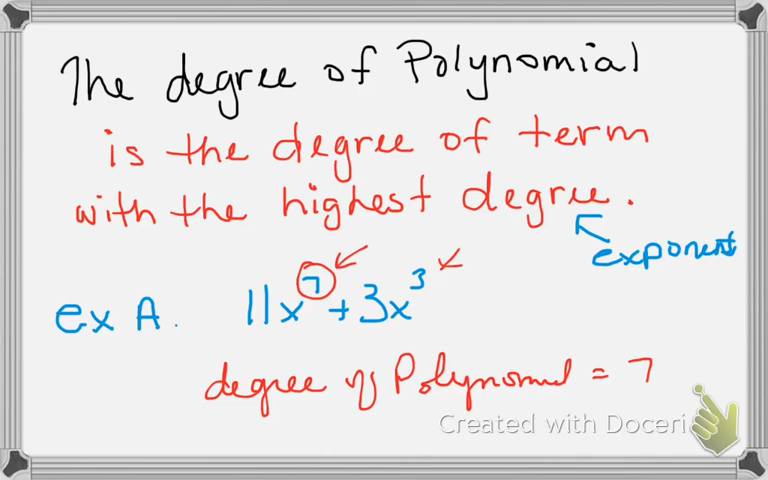 The degree of Polynomial
is the degree of term
with the highest degree.
exponent
ex A. 11x⁷ + 3x³
degree of Polynomial = 7
Created with Doceri